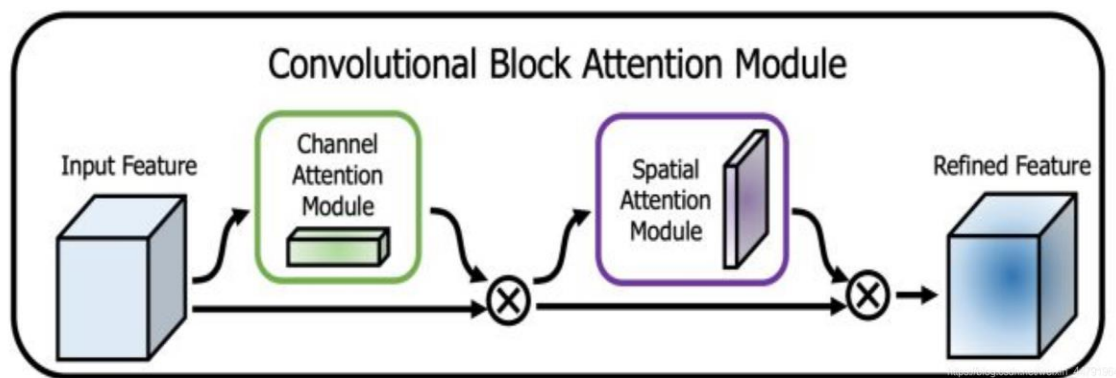 Convolutional Block Attention Module
Input Feature
Channel
Attention
Module
Spatial
Attention
Module
Refined Feature